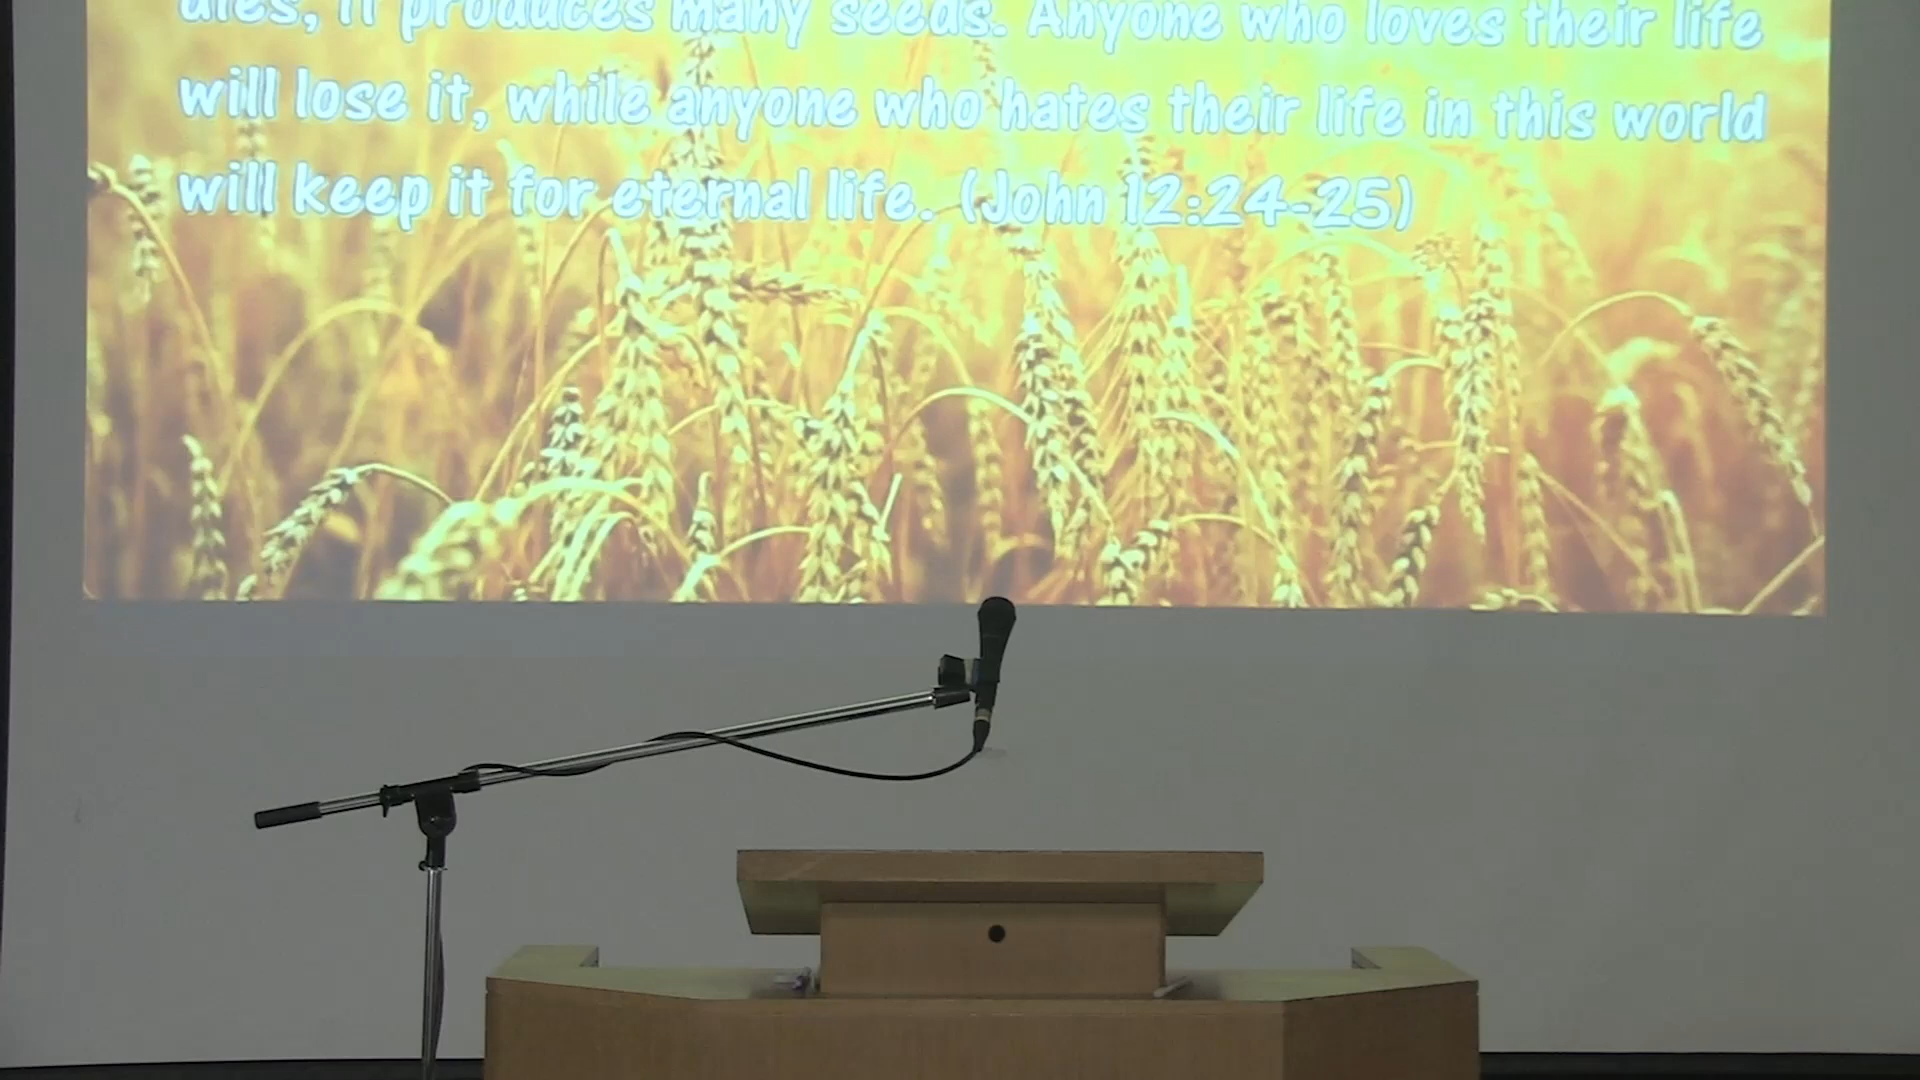 dies, it produces many seeds. Anyone who loves their life
will lose it, while anyone who hates their life in this world
will keep it for eternal life. (John 12:24-25)